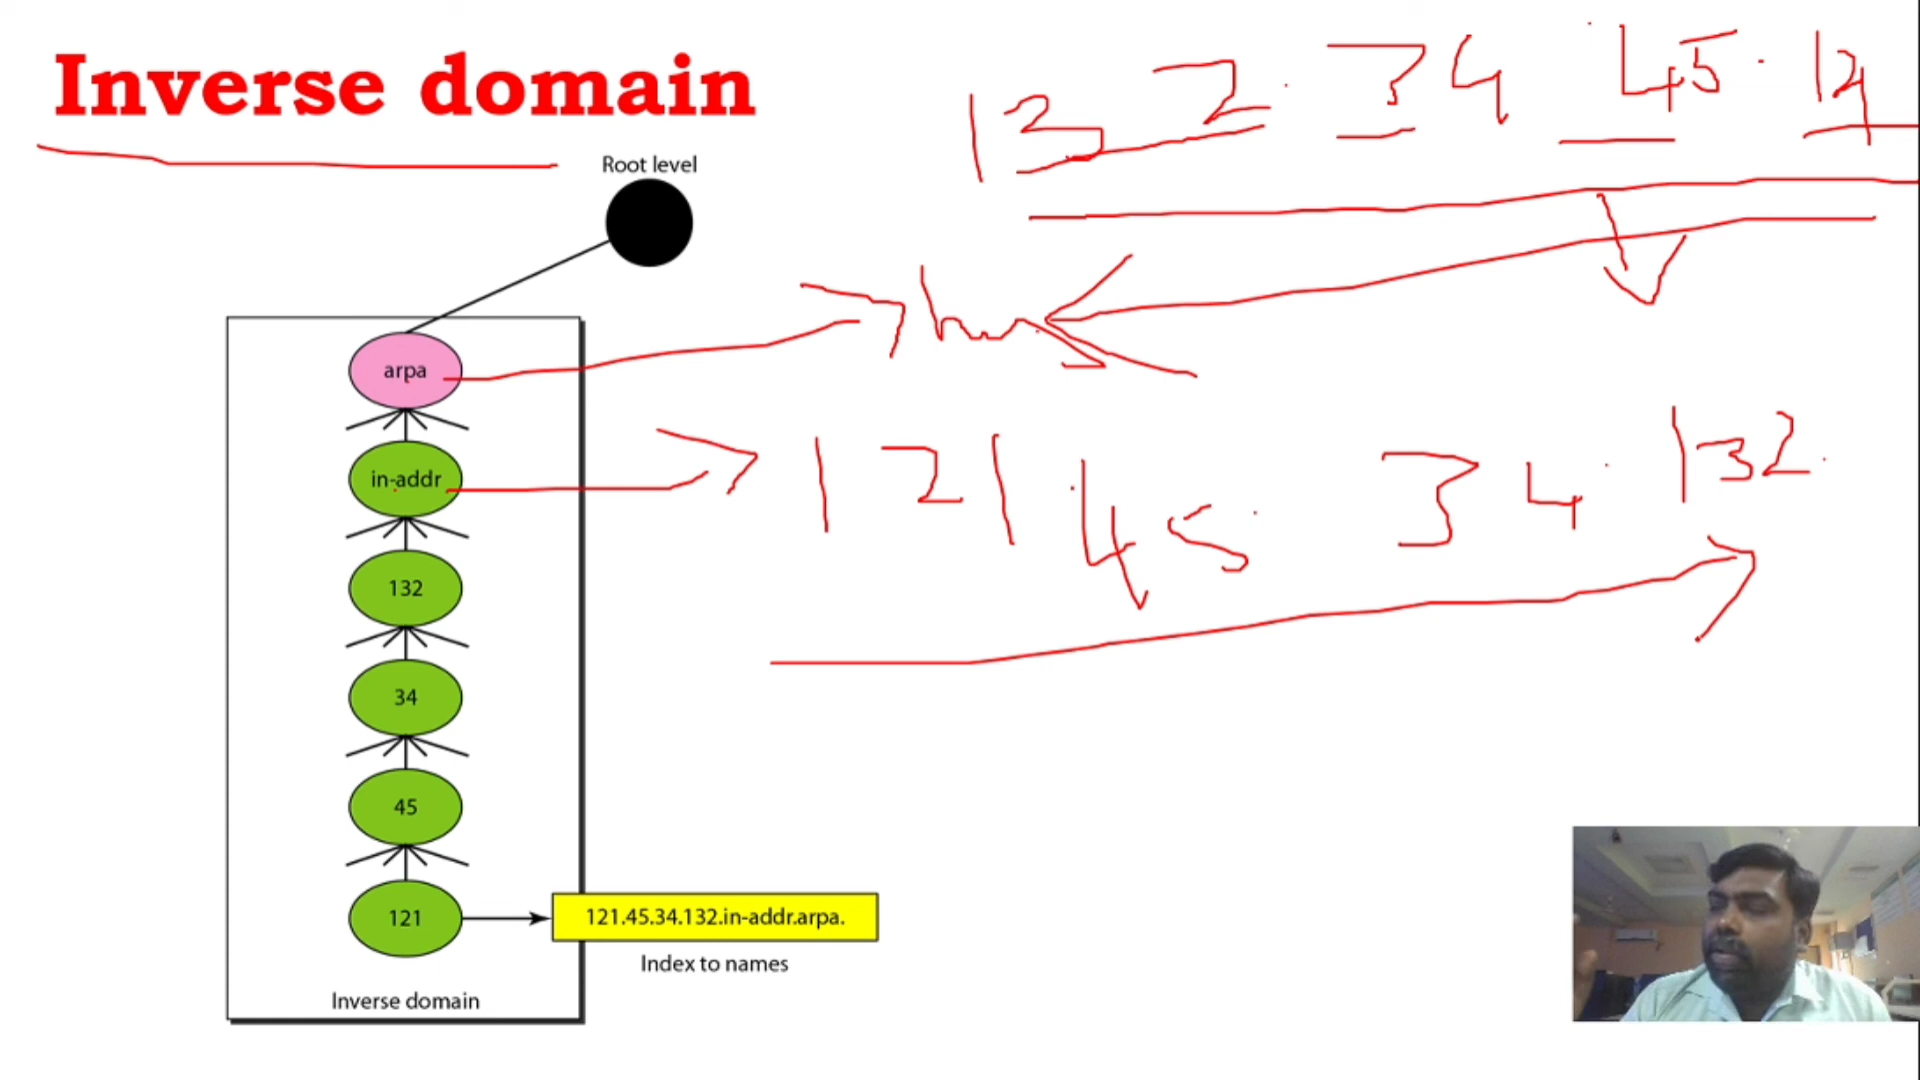 Inverse domain
132.34.45.12
Root level
arpa
in-addr
121.45.34.132.
132
34
45
121
121.45.34.132.in-addr.arpa.
Index to names
Inverse domain